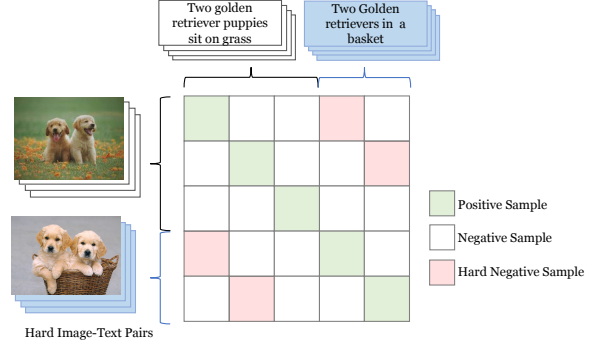 Two golden
retriever puppies
sit on grass
Two Golden
retrievers in a
basket
Positive Sample
Negative Sample
Hard Negative Sample
Hard Image-Text Pairs